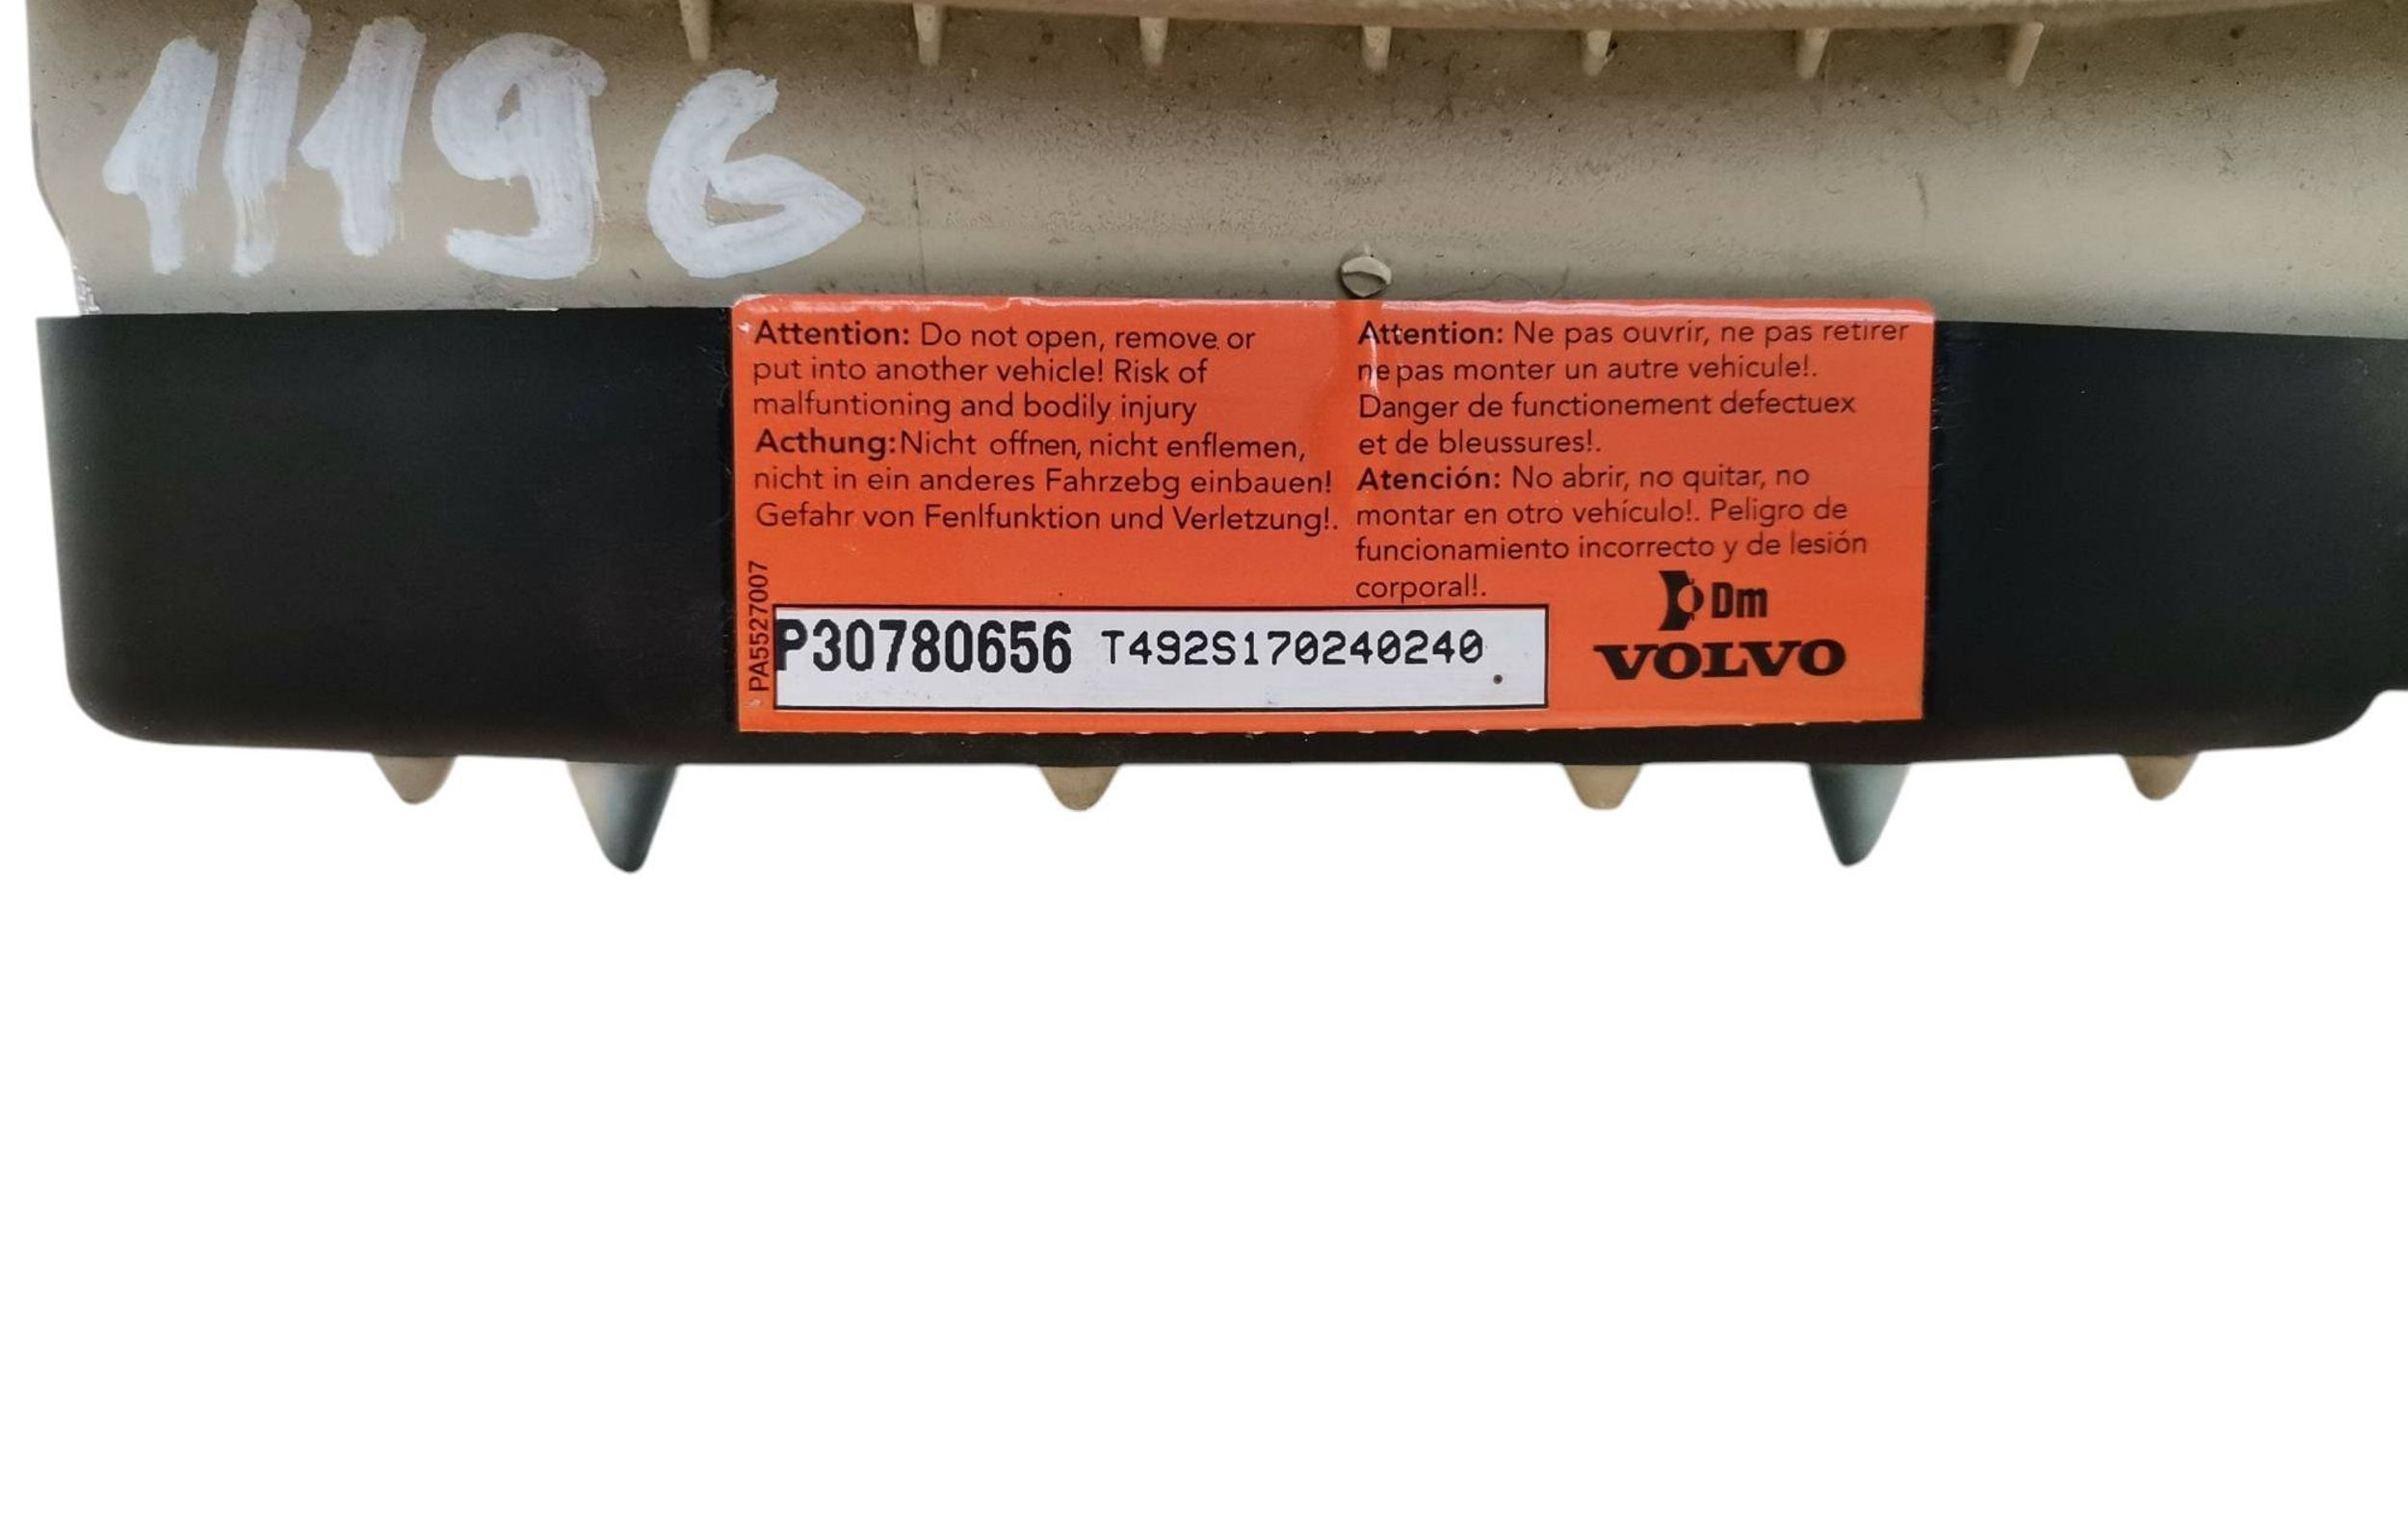 1/196
Attention: Do not open, remove or
put into another vehicle! Risk of
malfuntioning and bodily injury
Acthung: Nicht offnen, nicht enflemen,
nicht in ein anderes Fahrzebg einbauen!
Gefahr von Fenlfunktion und Verletzung!.
Attention: Ne pas ouvrir, ne pas retirer
ne pas monter un autre vehicule!.
Danger de functionement defectuex
et de bleussures!.
Atención: No abrir, no quitar, no
montar en otro vehículo!. Peligro de
funcionamiento incorrecto y de lesión
corporal!.
PA5527007
P30780656 T492S170240240
Dm
VOLVO